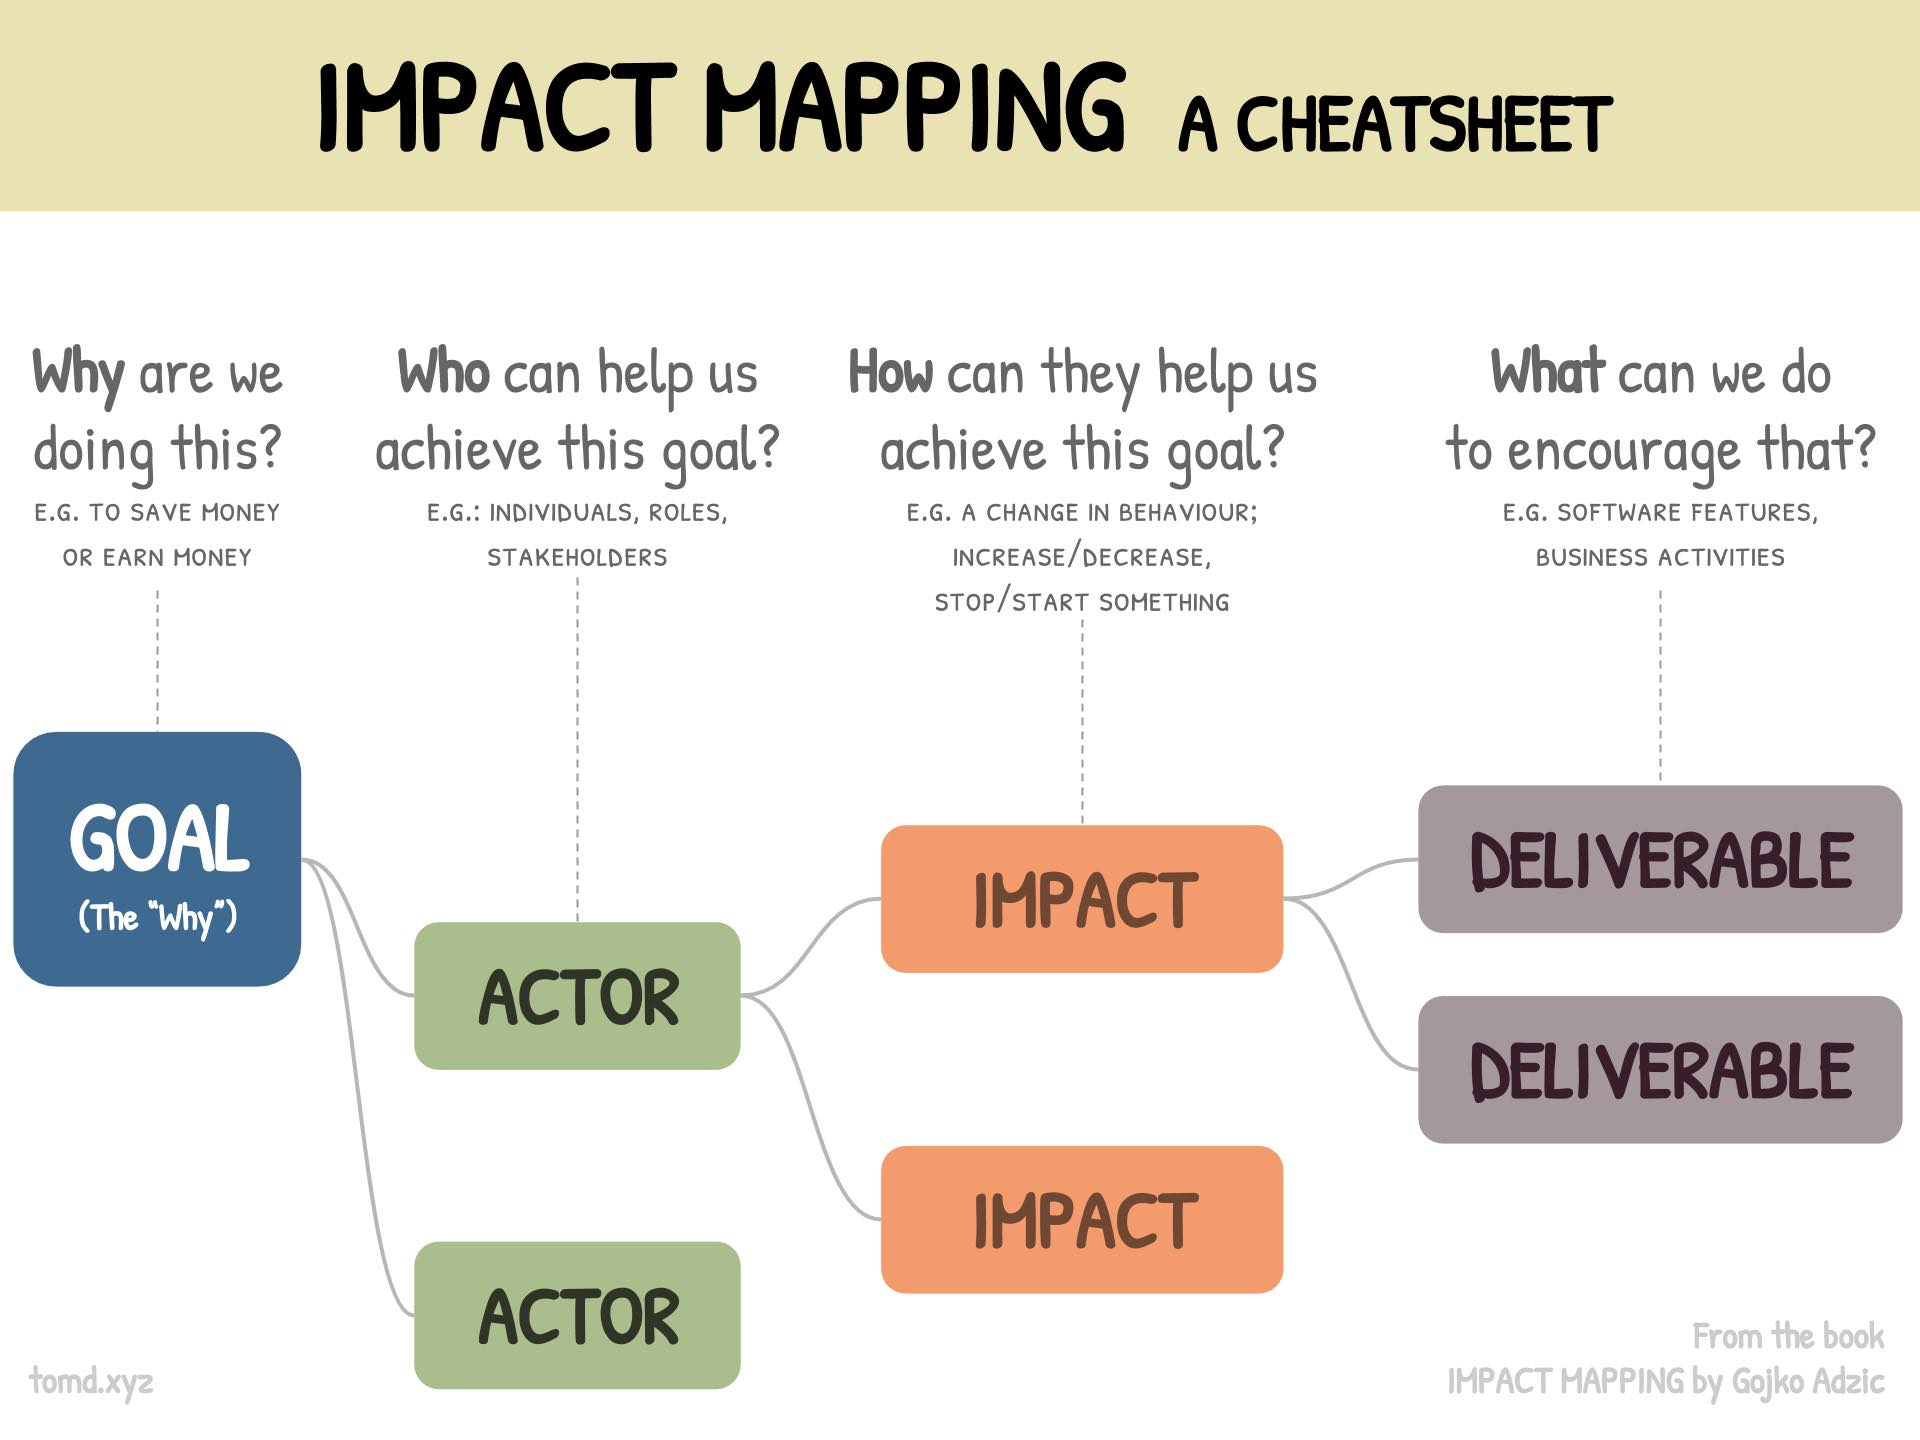 IMPACT MAPPING A CHEATSHEET
Why are we
doing this?
E.G. TO SAVE MONEY
OR EARN MONEY
Who can help us
achieve this goal?
E.G.: INDIVIDUALS, ROLES,
STAKEHOLDERS
How can they help us
achieve this goal?
E.G. A CHANGE IN BEHAVIOUR;
INCREASE/DECREASE,
STOP/START SOMETHING
What can we do
to encourage that?
E.G. SOFTWARE FEATURES,
BUSINESS ACTIVITIES
GOAL
(The "Why")
ACTOR
ACTOR
IMPACT
IMPACT
DELIVERABLE
DELIVERABLE
tomd.xyz
From the book
IMPACT MAPPING by Gojko Adzic